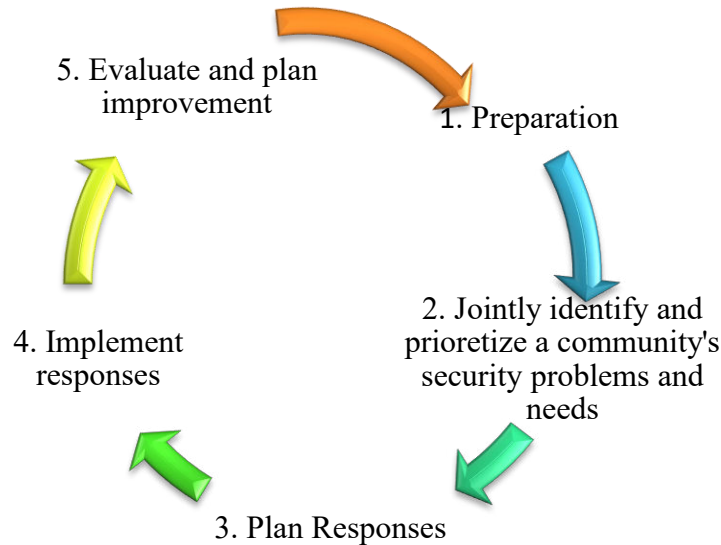 1. Preparation
2. Jointly identify and
prioretize a community's
security problems and
needs
3. Plan Responses
4. Implement
responses
5. Evaluate and plan
improvement